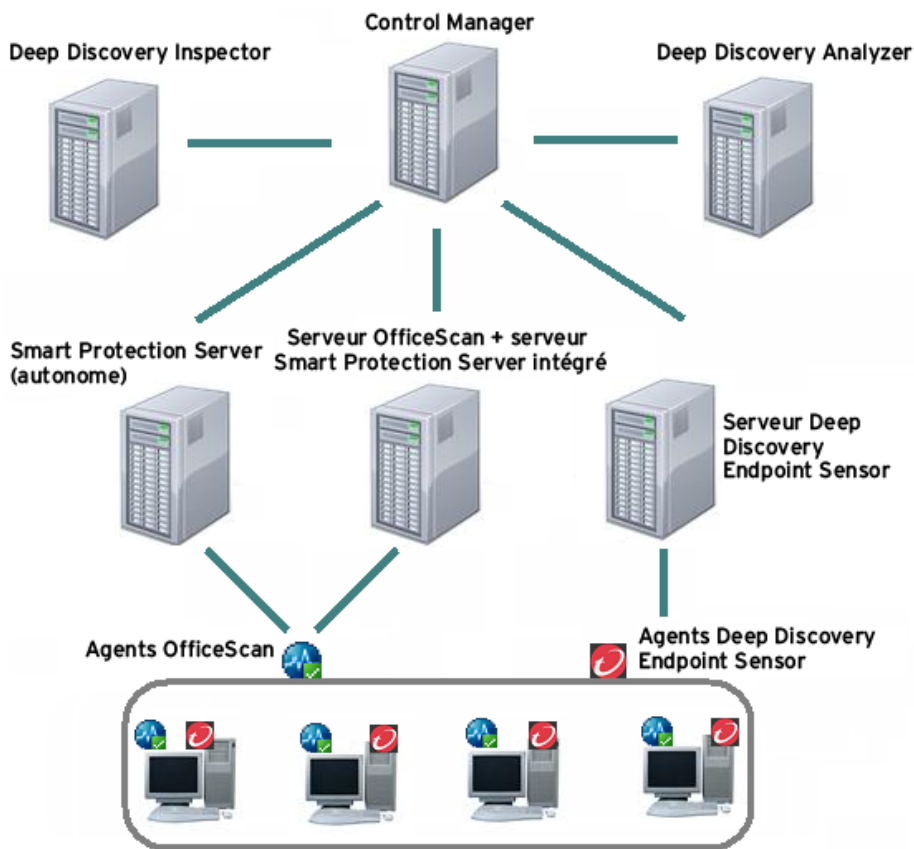 Control Manager
Deep Discovery Inspector
Deep Discovery Analyzer
Smart Protection Server
(autonome)
Serveur OfficeScan + serveur
Smart Protection Server intégré
Serveur Deep
Discovery
Endpoint Sensor
Agents OfficeScan
Agents Deep Discovery
Endpoint Sensor